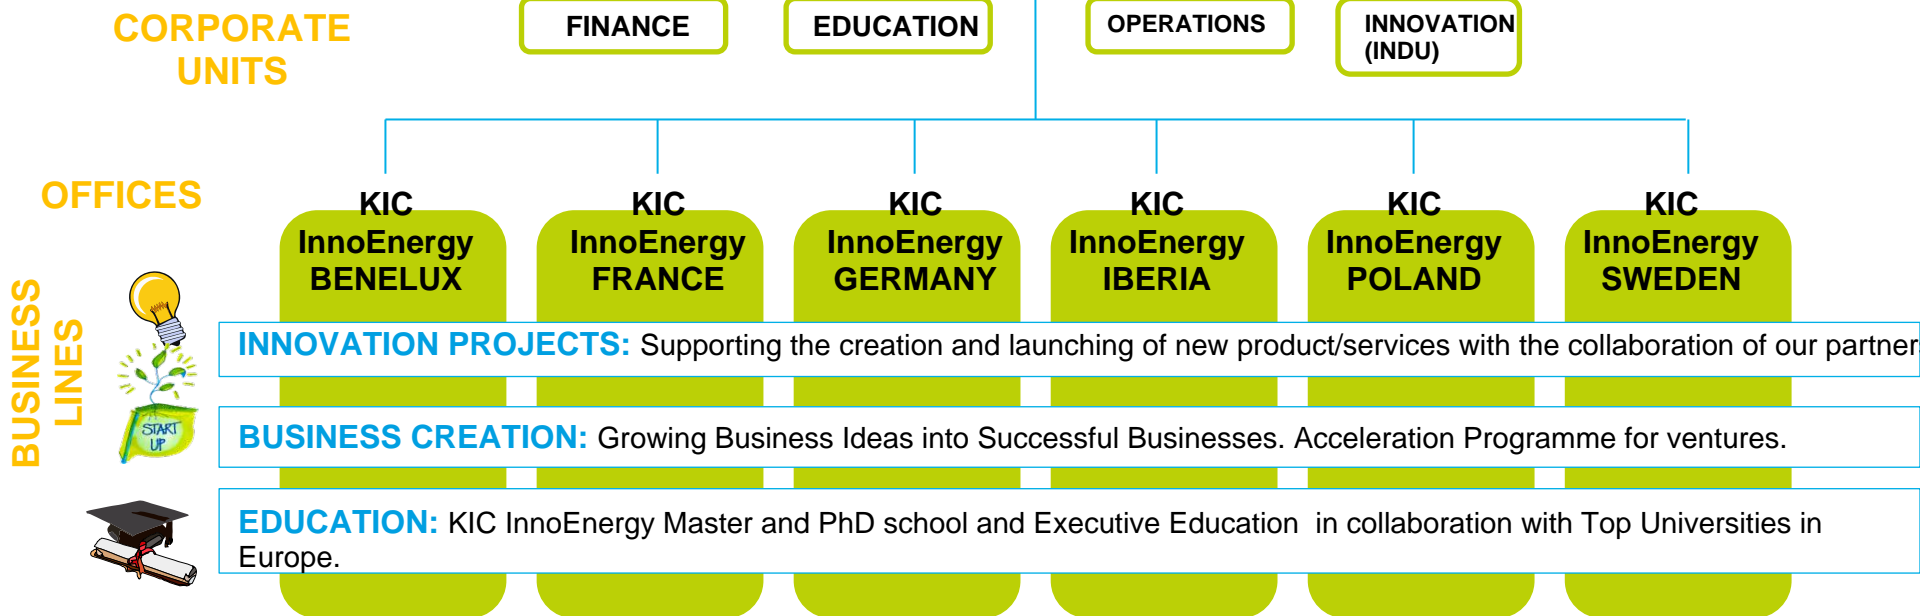 CORPORATE
UNITS
FINANCE
EDUCATION
OPERATIONS
INNOVATION
(INDU)
OFFICES
KIC
InnoEnergy
BENELUX
KIC
InnoEnergy
FRANCE
KIC
InnoEnergy
GERMANY
KIC
InnoEnergy
IBERIA
KIC
InnoEnergy
POLAND
KIC
InnoEnergy
SWEDEN
BUSINESS
LINES
INNOVATION PROJECTS: Supporting the creation and launching of new product/services with the collaboration of our partners
START
UP
BUSINESS CREATION: Growing Business Ideas into Successful Businesses. Acceleration Programme for ventures.
EDUCATION: KIC InnoEnergy Master and PhD school and Executive Education in collaboration with Top Universities in
Europe.